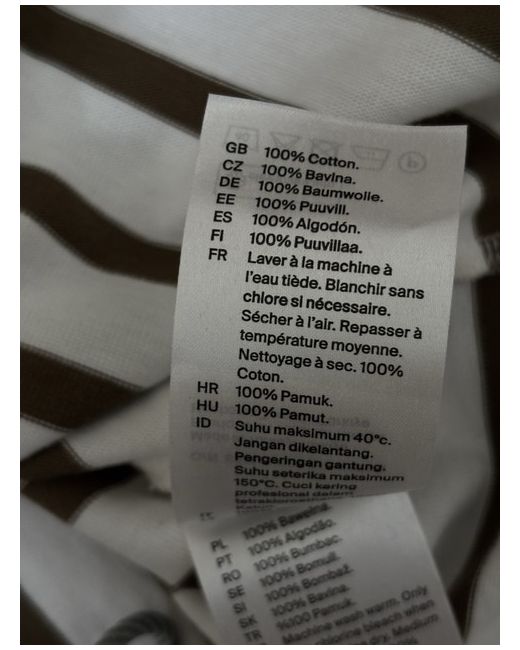 GB 100% Cotton.
CZ 100% Bavlna.
DE 100% Baumwolle.
EE 100% Puuvill.
ES 100% Algodón.
FI 100% Puuvillaa.
FR Laver à la machine à
l'eau tiède. Blanchir sans
chlore si nécessaire.
Sécher à l'air. Repasser à
température moyenne.
Nettoyage à sec. 100%
Coton.
HR 100% Pamuk.
HU 100% Pamut.
ID Suhu maksimum 40°c.
Jangan dikelantang.
Pengeringan gantung.
Suhu seterika maksimum
150°C. Cuci kering
profesional dalam
tetrakloroetena
PL 100% Bawełna.
PT 100% Algodão.
RO 100% Bumbac.
SE 100% Bomull.
SI 100% Bombaž.
SK 100% Bavlna.
TR %100 Pamuk.
Machine wash warm. Only
chlorine bleach when
dry. Medium